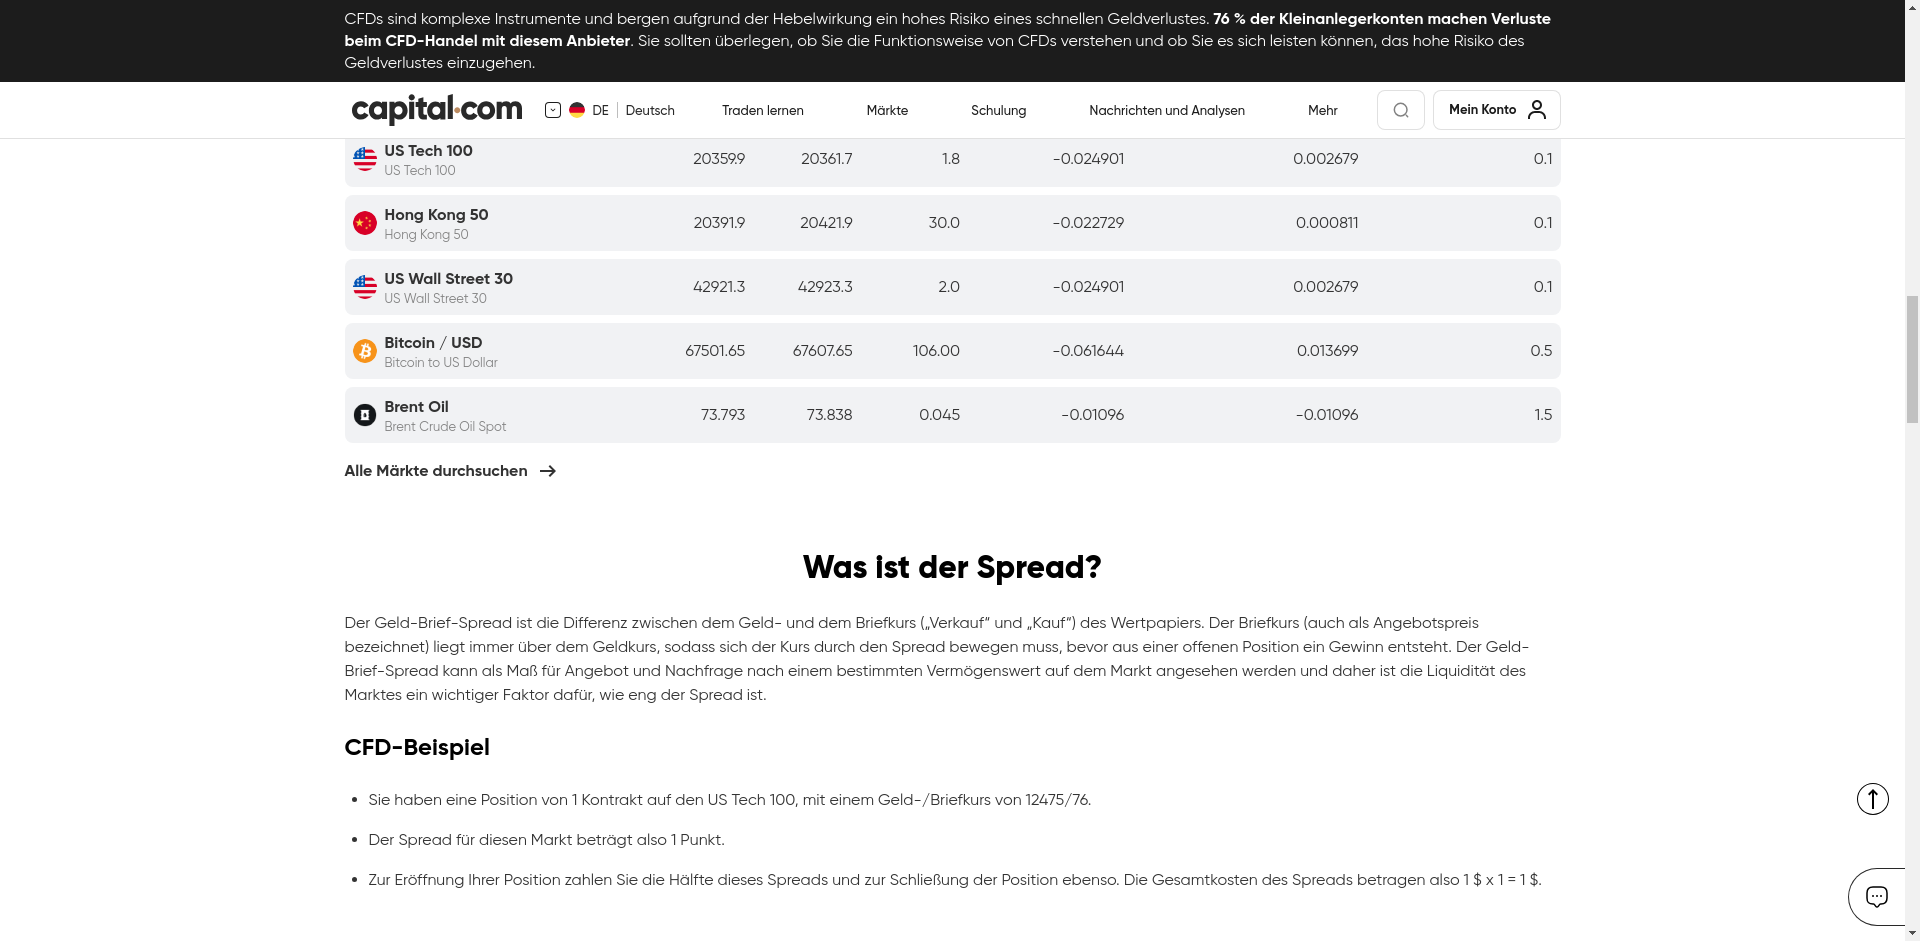 CFDs sind komplexe Instrumente und bergen aufgrund der Hebelwirkung ein hohes Risiko eines schnellen Geldverlustes. 76 % der Kleinanlegerkonten machen Verluste
beim CFD-Handel mit diesem Anbieter. Sie sollten überlegen, ob Sie die Funktionsweise von CFDs verstehen und ob Sie es sich leisten können, das hohe Risiko des
Geldverlustes einzugehen.
capital.com DE Deutsch Traden lernen Märkte Schulung Nachrichten und Analysen Mehr Mein Konto
US Tech 100
US Tech 100
20359.9 20361.7 1.8 -0.024901 0.002679 0.1
Hong Kong 50
Hong Kong 50
20391.9 20421.9 30.0 -0.022729 0.000811 0.1
US Wall Street 30
US Wall Street 30
42921.3 42923.3 2.0 -0.024901 0.002679 0.1
Bitcoin / USD
Bitcoin to US Dollar
67501.65 67607.65 106.00 -0.061644 0.013699 0.5
Brent Oil
Brent Crude Oil Spot
73.793 73.838 0.045 -0.01096 -0.01096 1.5
Alle Märkte durchsuchen
Was ist der Spread?
Der Geld-Brief-Spread ist die Differenz zwischen dem Geld- und dem Briefkurs („Verkauf“ und „Kauf“) des Wertpapiers. Der Briefkurs (auch als Angebotspreis
bezeichnet) liegt immer über dem Geldkurs, sodass sich der Kurs durch den Spread bewegen muss, bevor aus einer offenen Position ein Gewinn entsteht. Der Geld-
Brief-Spread kann als Maß für Angebot und Nachfrage nach einem bestimmten Vermögenswert auf dem Markt angesehen werden und daher ist die Liquidität des
Marktes ein wichtiger Faktor dafür, wie eng der Spread ist.
CFD-Beispiel
• Sie haben eine Position von 1 Kontrakt auf den US Tech 100, mit einem Geld-/Briefkurs von 12475/76.
• Der Spread für diesen Markt beträgt also 1 Punkt.
• Zur Eröffnung Ihrer Position zahlen Sie die Hälfte dieses Spreads und zur Schließung der Position ebenso. Die Gesamtkosten des Spreads betragen also 1 $ x 1 = 1 $.